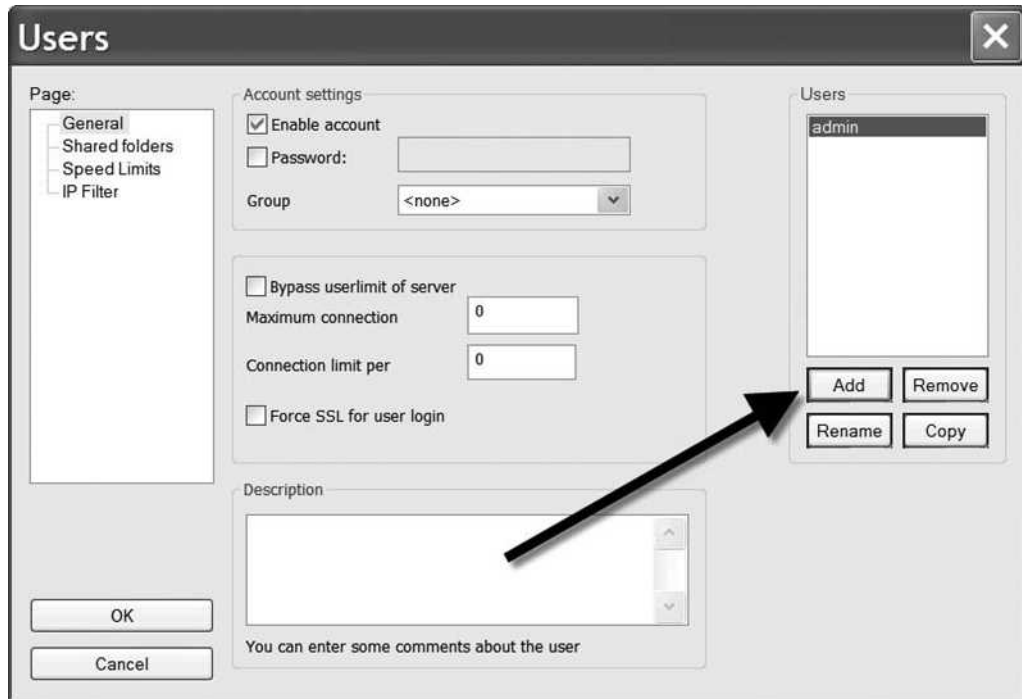 Users
Page:
General
Shared folders
Speed Limits
IP Filter
Account settings
Enable account
Password:
Group
<none>
Bypass userlimit of server
Maximum connection
0
Connection limit per
0
Force SSL for user login
Description
You can enter some comments about the user
Users
admin
Add
Remove
Rename
Copy
OK
Cancel